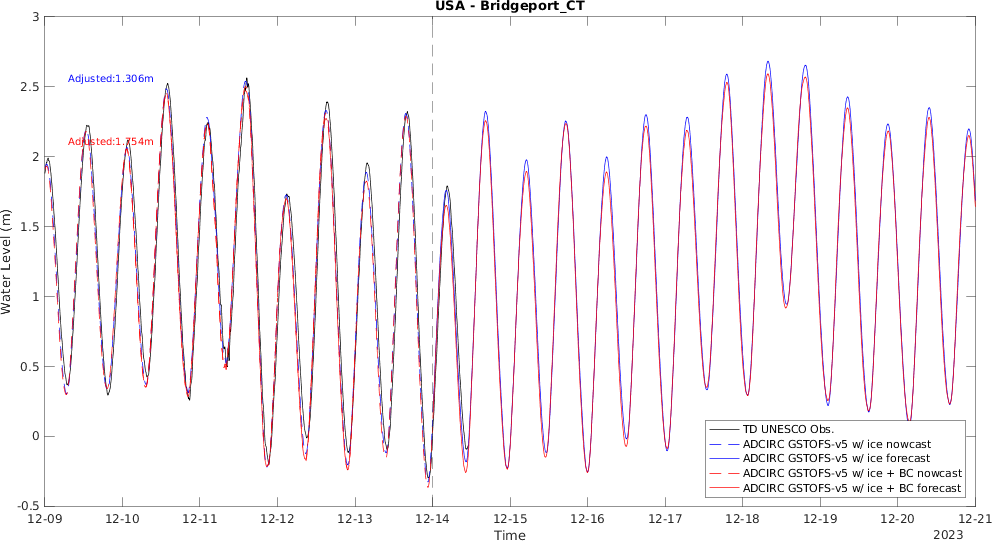 USA - Bridgeport_CT
3
2.5
2
1.5
1
0.5
0
-0.5
Water Level (m)
Adjusted:1.306m
Adjusted:1.754m
TD UNESCO Obs.
ADCIRC GSTOFS-v5 w/ ice nowcast
ADCIRC GSTOFS-v5 w/ ice forecast
ADCIRC GSTOFS-v5 w/ ice + BC nowcast
ADCIRC GSTOFS-v5 w/ ice + BC forecast
12-09 12-10 12-11 12-12 12-13 12-14 12-15 12-16 12-17 12-18 12-19 12-20 12-21
Time
2023